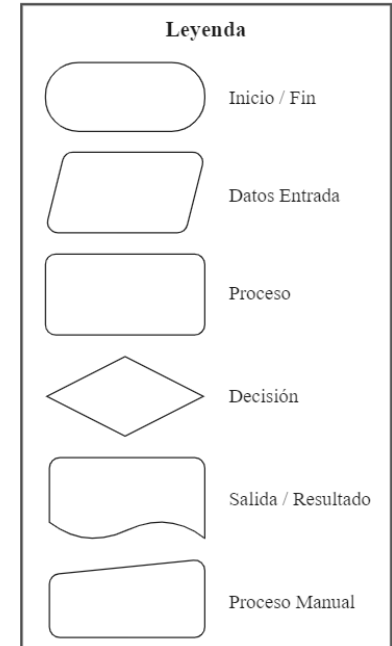 Leyenda
Inicio / Fin
Datos Entrada
Proceso
Decisión
Salida / Resultado
Proceso Manual